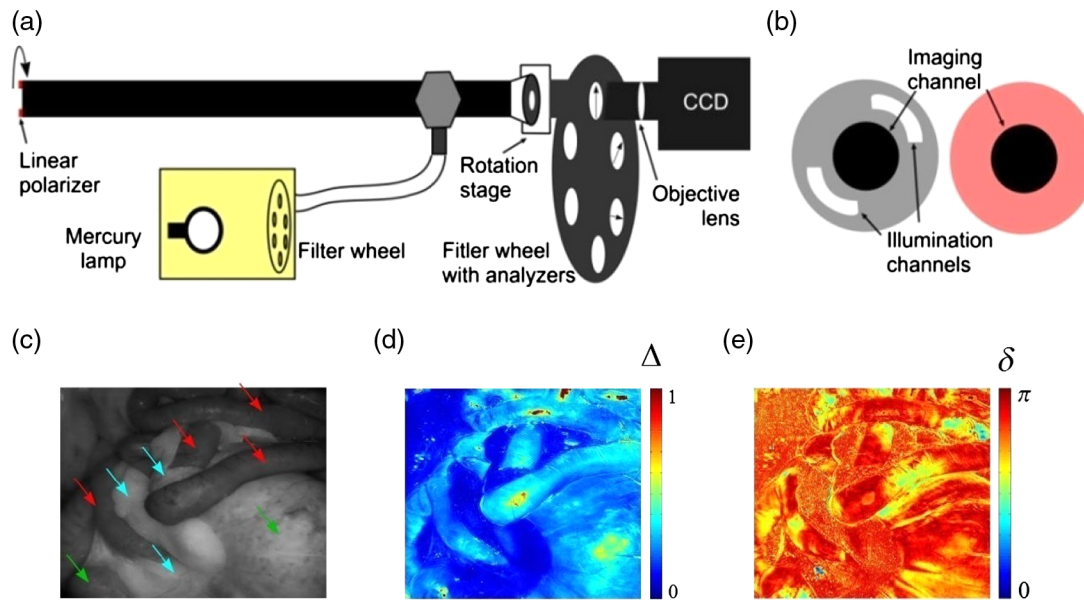 (a)
(b)
Linear
polarizer
Mercury
lamp
Filter wheel
Rotation
stage
Fitler wheel
with analyzers
Objective
lens
CCD
Imaging
channel
Illumination
channels
(c)
(d)
(e)
Δ
1
0
δ
π
0